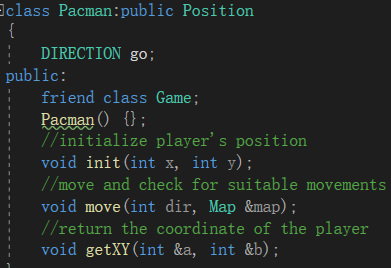 class Pacman:public Position
{
DIRECTION go;
public:
friend class Game;
Pacman() {};
//initialize player's position
void init(int x, int y);
//move and check for suitable movements
void move(int dir, Map &map);
//return the coordinate of the player
void getXY(int &a, int &b);